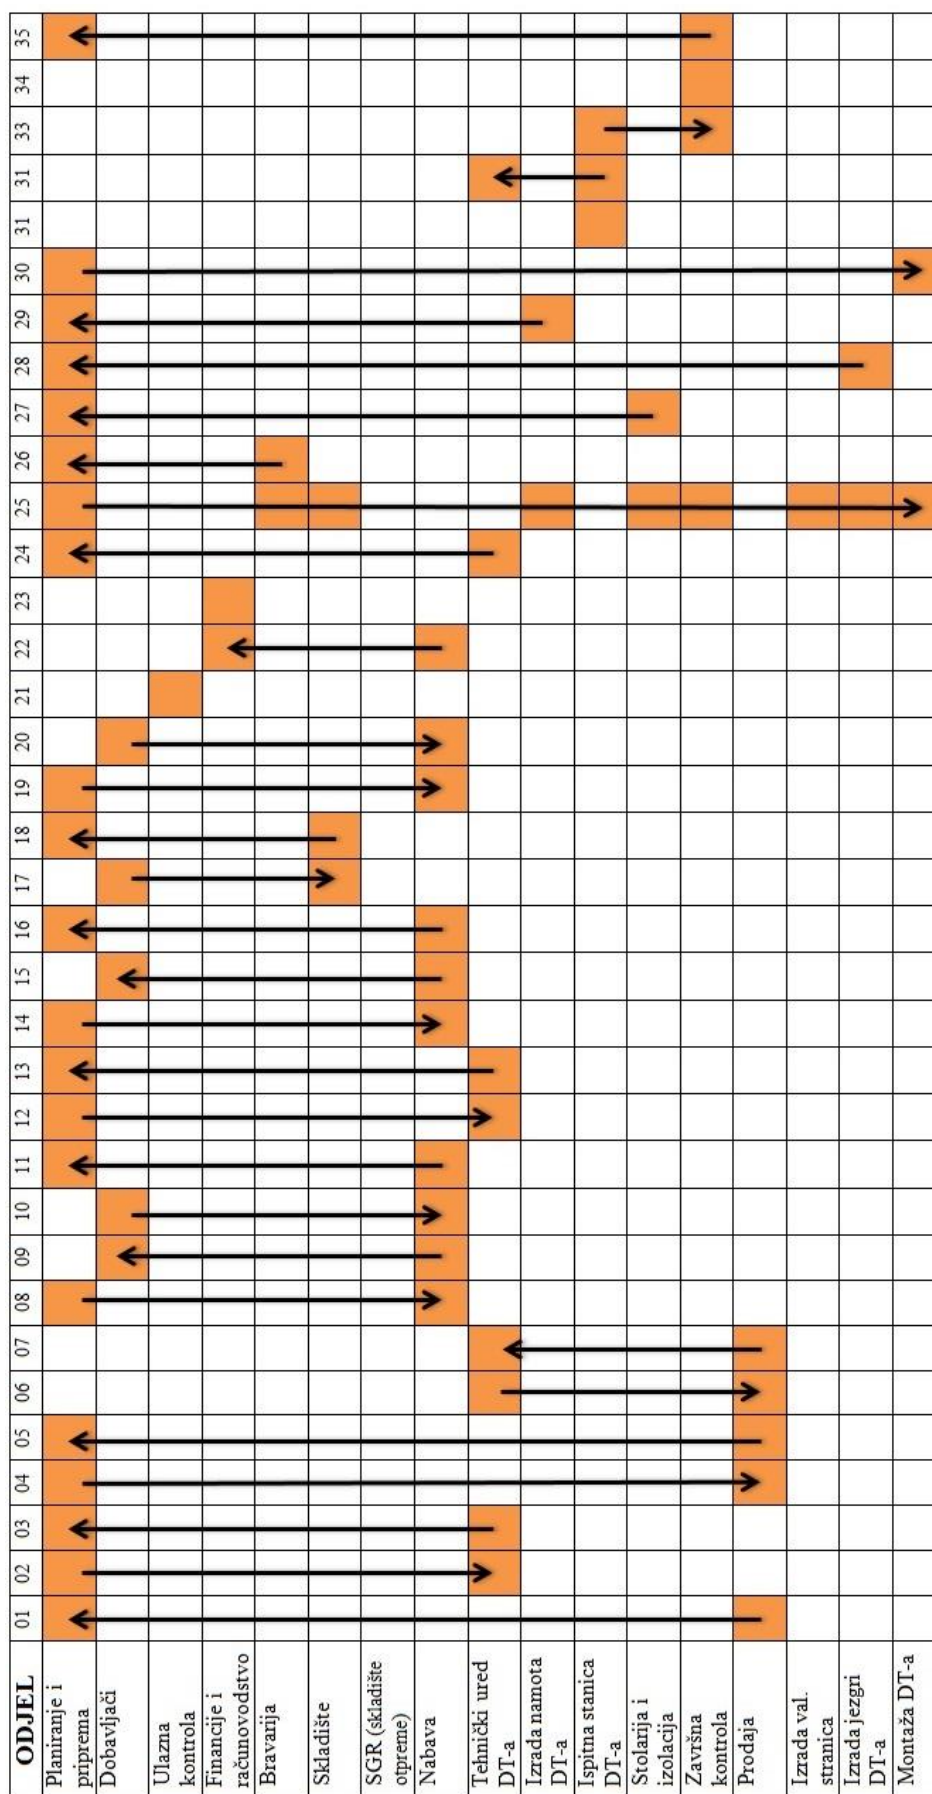 ODJEL 01 02 03 04 05 06 07 08 09 10 11 12 13 14 15 16 17 18 19 20 21 22 23 24 25 26 27 28 29 30 31 31 33 34 35
Planiranje i
priprema
Dobavljači
Ulazna
kontrola
Financije i
računovodstvo
Bravarija
Skladište
SGR (skladište
otpreme)
Nabava
Tehnički ured
DT-a
Izrada namota
DT-a
Ispitna stanica
DT-a
Stolarija i
izolacija
Završna
kontrola
Prodaja
Izrada val.
stranica
Izrada jezgri
DT-a
Montaža DT-a